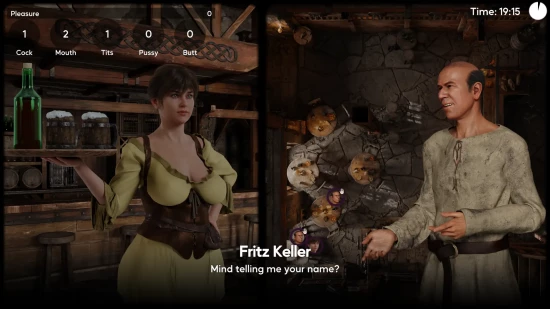 Pleasure 0
Time: 19:15
1 2 1 0 0
Cock Mouth Tits Pussy Butt
Fritz Keller
Mind telling me your name?